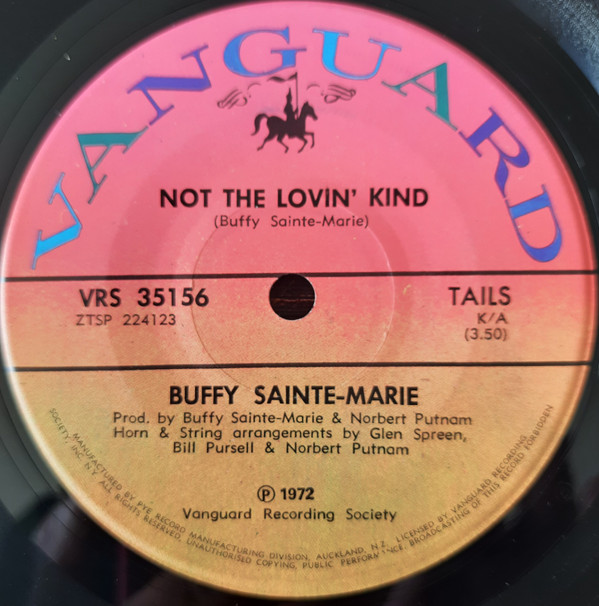 VANGUARD
NOT THE LOVIN' KIND
(Buffy Sainte-Marie)
VRS 35156
ZTSP 224123
TAILS
K/A
(3.50)
BUFFY SAINTE-MARIE
Prod. by Buffy Sainte-Marie & Norbert Putnam
Horn & String arrangements by Glen Spreen,
Bill Pursell & Norbert Putnam
℗ 1972
Vanguard Recording Society
MANUFACTURED BY PYE RECORD MANUFACTURING DIVISION, AUCKLAND, N.Z. LICENSED BY VANGUARD RECORDING
SOCIETY, INC. N.Y. ALL RIGHTS RESERVED. UNAUTHORISED COPYING, PUBLIC PERFORMANCE, BROADCASTING OF THIS RECORD FORBIDDEN